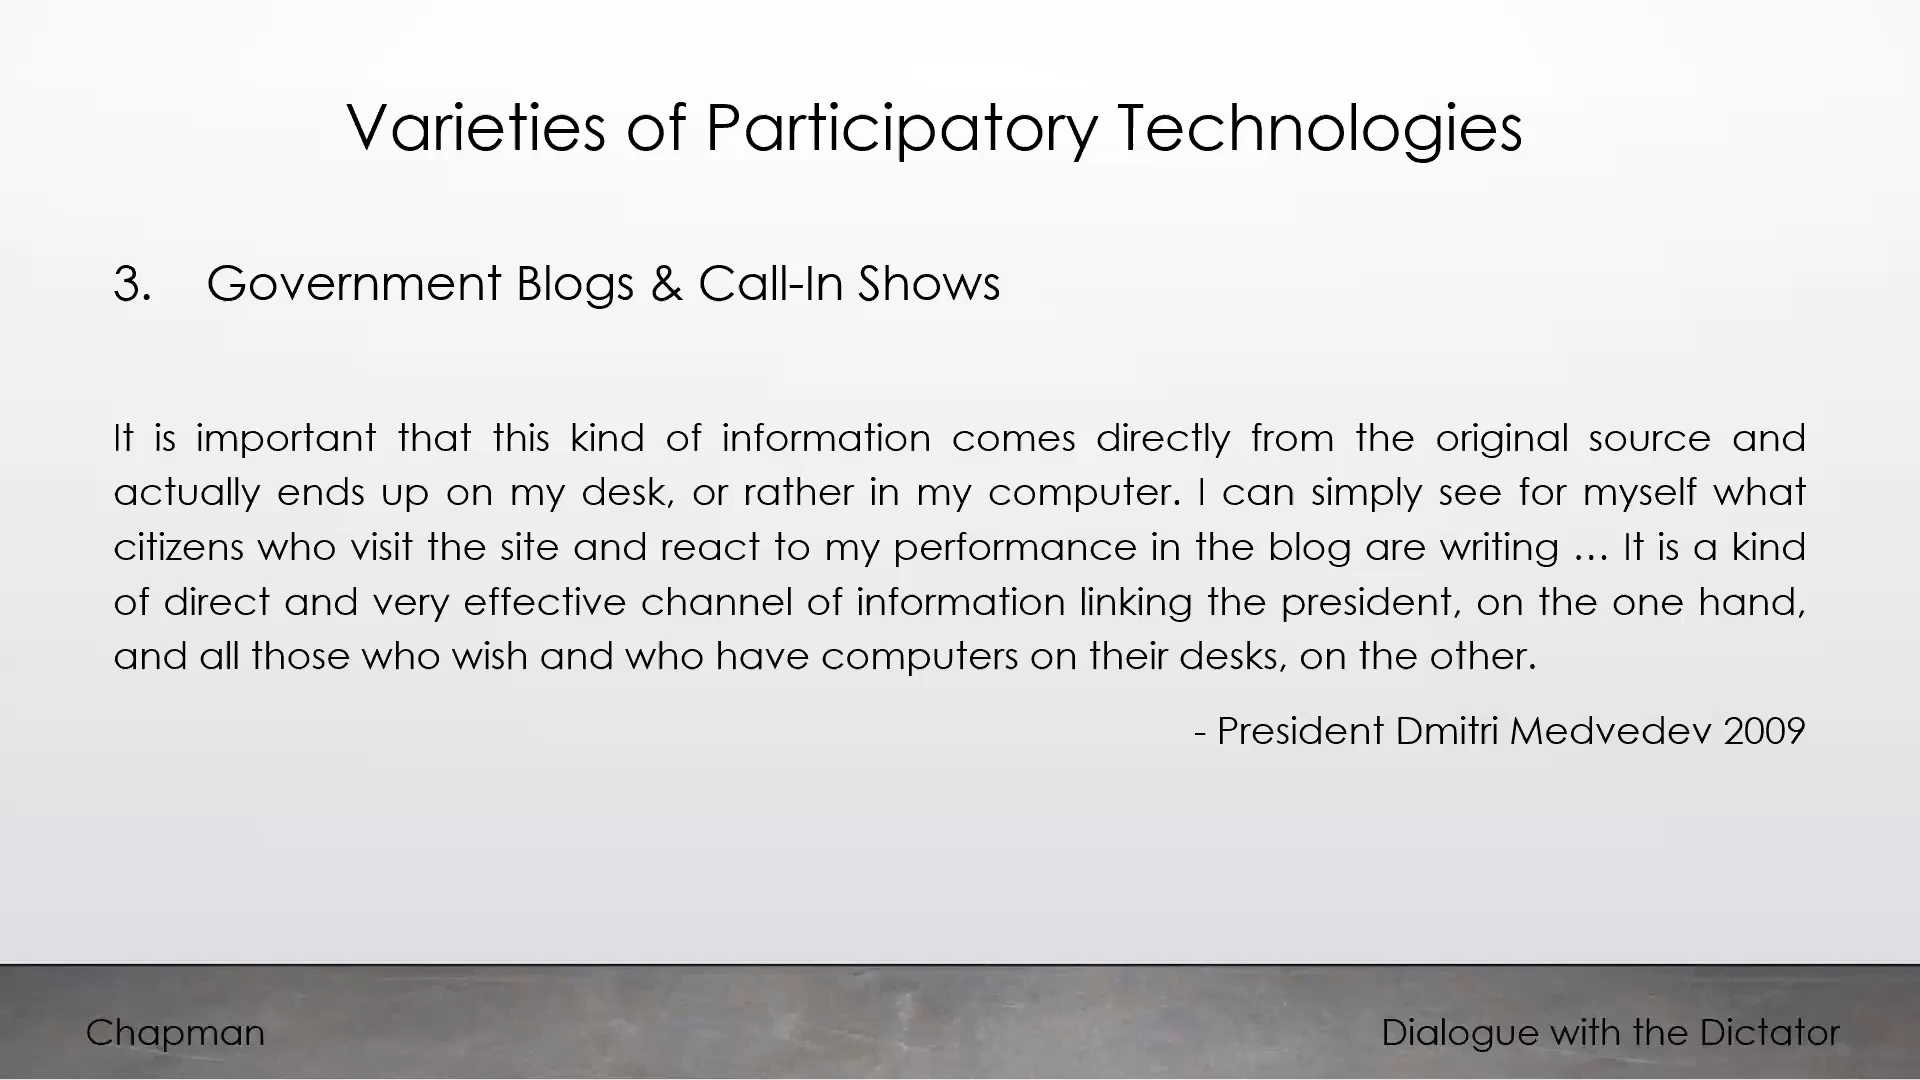 Varieties of Participatory Technologies
3. Government Blogs & Call-In Shows
It is important that this kind of information comes directly from the original source and
actually ends up on my desk, or rather in my computer. I can simply see for myself what
citizens who visit the site and react to my performance in the blog are writing … It is a kind
of direct and very effective channel of information linking the president, on the one hand,
and all those who wish and who have computers on their desks, on the other.
- President Dmitri Medvedev 2009
Chapman
Dialogue with the Dictator